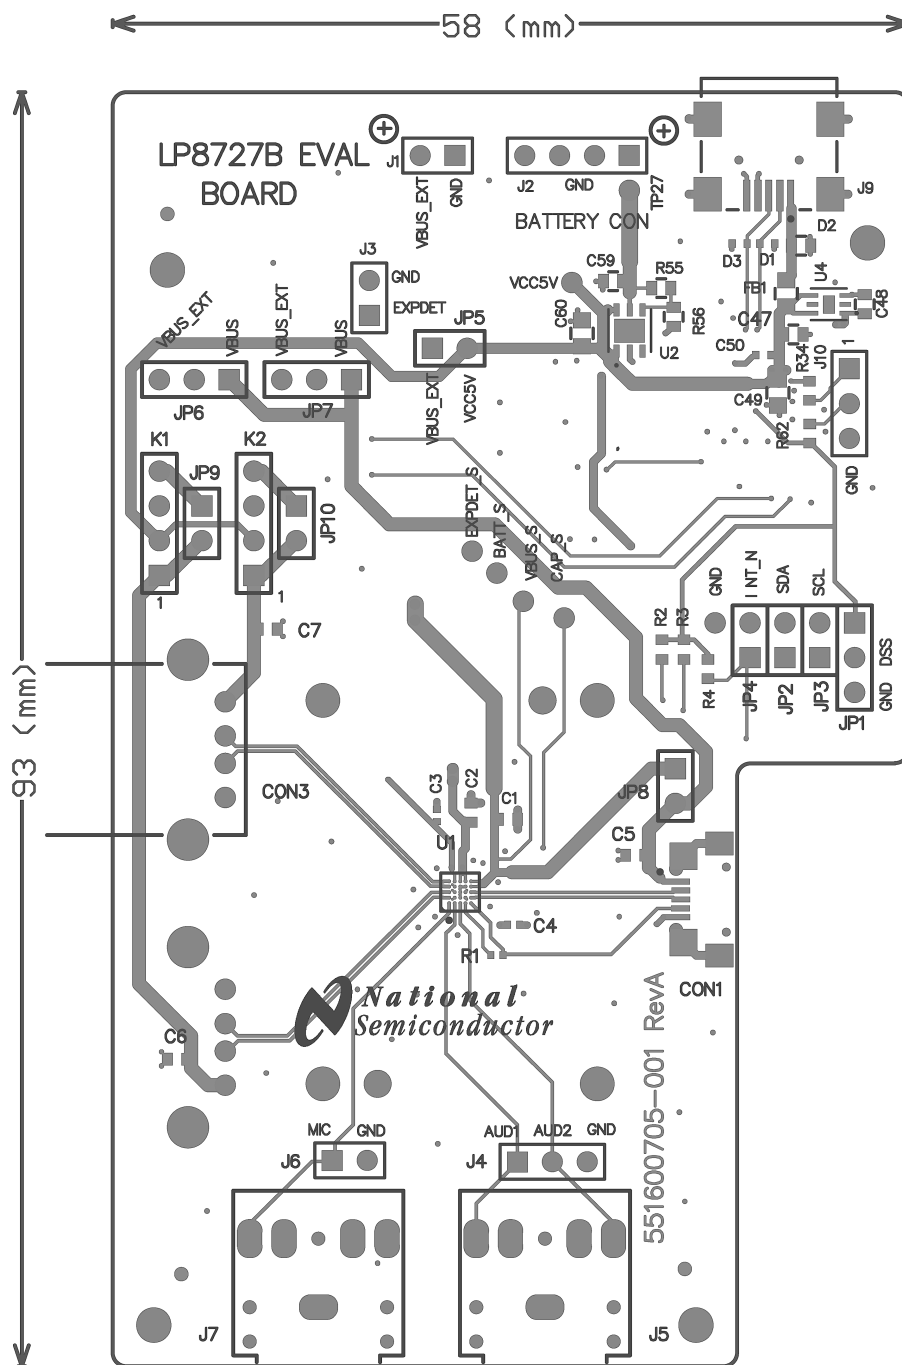 58 (mm)
93 (mm)
LP8727B EVAL
BOARD
J1
VBUS_EXT
GND
J2
GND
TP27
BATTERY CON
J9
D3
D1
D2
J3
GND
EXPDET
VCC5V
C59
R55
R56
C60
U2
FB1
U4
C48
C47
C50
R34
J10
1
C49
R62
GND
VBUS_EXT
VBUS
VBUS_EXT
VBUS
JP5
VBUS_EXT
VCC5V
JP6
JP7
K1
K2
JP9
JP10
1
1
C7
EXPDET_S
BATT_S
VBUS_S
CAP_S
GND
INT_N
SDA
SCL
R2
R3
R4
JP4
JP2
JP3
DSS
GND
JP1
CON3
C3
C2
C1
U1
JP8
C5
C4
R1
CON1
National
Semiconductor
C6
551600705-001 RevA
MIC
GND
J6
AUD1
AUD2
GND
J4
J7
J5